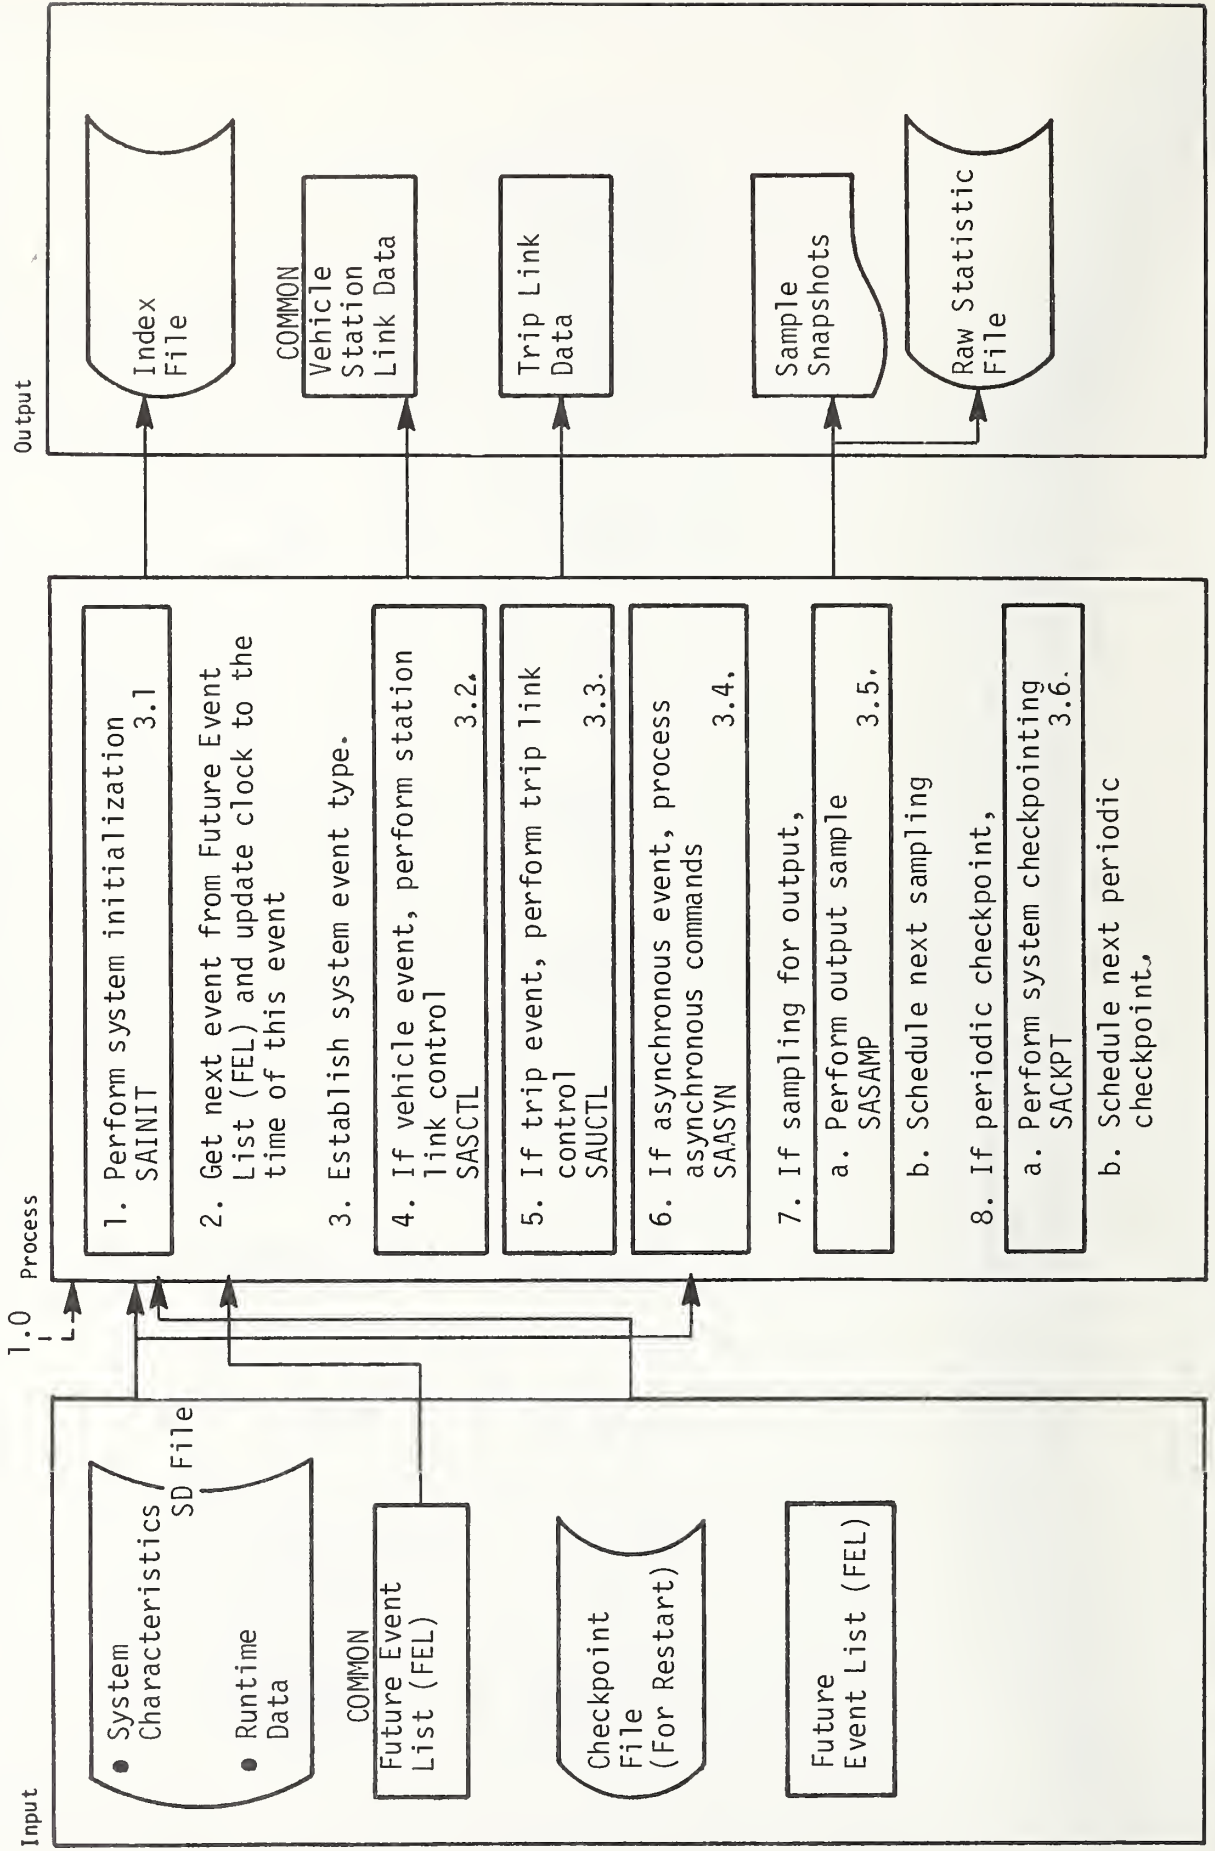 Input
● System
Characteristics
SD File
● Runtime
Data
COMMON
Future Event
List (FEL)
Checkpoint
File
(For Restart)
Future
Event List (FEL)
1.0
Process
1. Perform system initialization
SAINIT 3.1
2. Get next event from Future Event
List (FEL) and update clock to the
time of this event
3. Establish system event type.
4. If vehicle event, perform station
link control
SASCTL 3.2.
5. If trip event, perform trip link
control
SAUCTL 3.3.
6. If asynchronous event, process
asynchronous commands
SAASYN 3.4.
7. If sampling for output,
a. Perform output sample
SASAMP 3.5.
b. Schedule next sampling
8. If periodic checkpoint,
a. Perform system checkpointing
SACKPT 3.6.
b. Schedule next periodic
checkpoint.
Output
Index
File
COMMON
Vehicle
Station
Link Data
Trip Link
Data
Sample
Snapshots
Raw Statistic
File